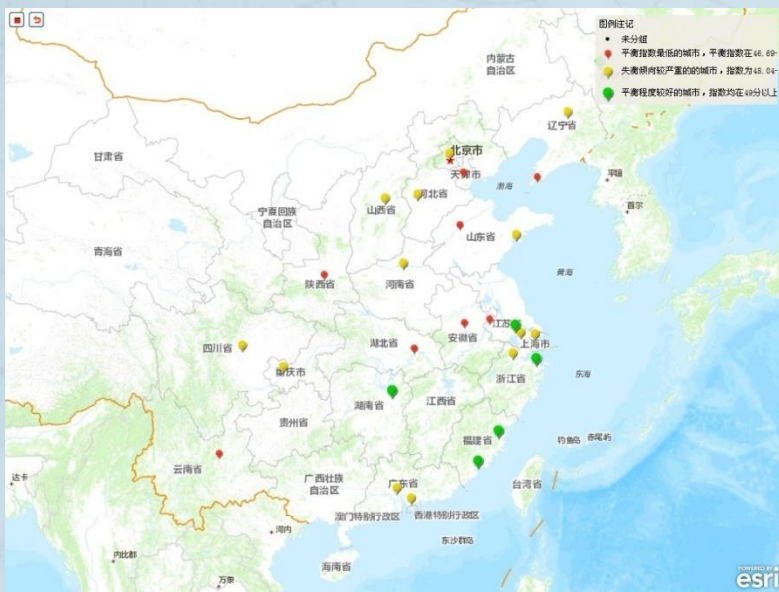 图例注记
未分组
平衡指数最低的城市，平衡指数在46.69-
失衡倾向较严重的的城市，指数为48.04-
平衡程度较好的城市，指数均在49分以上
内蒙古
自治区
辽宁省
北京市
天津市
甘肃省
渤海
平壤
首尔
河北省
山西省
宁夏回族
自治区
山东省
青海省
黄海
陕西省
河南省
江苏
安徽省
上海市
湖北省
四川省
重庆市
浙江省
东海
湖南省
江西省
贵州省
福建省
钓鱼岛
赤尾屿
云南省
广西壮族
自治区
广东省
台湾省
达卡
澳门特别行政区
香港特别行政区
河内
东沙群岛
内比都
海南省
万象
POWERED BY
esri